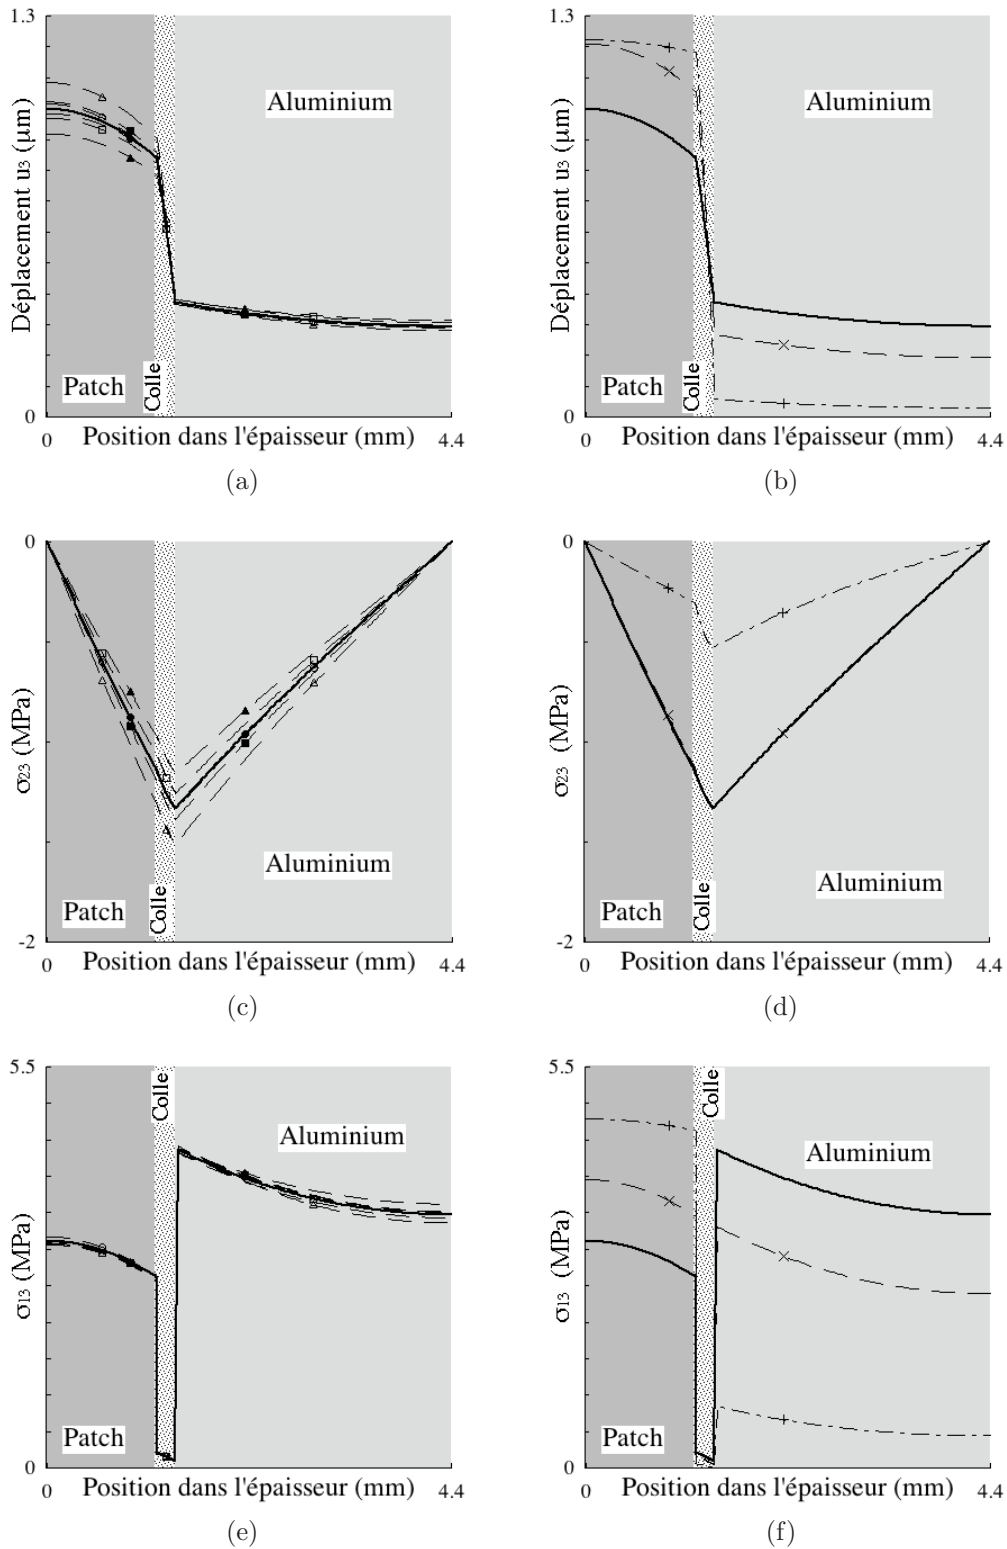 1.3
Déplacement u3 (µm)
Aluminium
Patch
Colle
0
0
Position dans l'épaisseur (mm)
4.4
(a)
1.3
Déplacement u3 (µm)
Aluminium
Patch
Colle
0
0
Position dans l'épaisseur (mm)
4.4
(b)
0
σ23 (MPa)
Aluminium
Patch
Colle
-2
0
Position dans l'épaisseur (mm)
4.4
(c)
0
σ23 (MPa)
Aluminium
Patch
Colle
-2
0
Position dans l'épaisseur (mm)
4.4
(d)
5.5
Colle
Aluminium
σ13 (MPa)
Patch
0
0
Position dans l'épaisseur (mm)
4.4
(e)
5.5
Colle
Aluminium
σ13 (MPa)
Patch
0
0
Position dans l'épaisseur (mm)
4.4
(f)